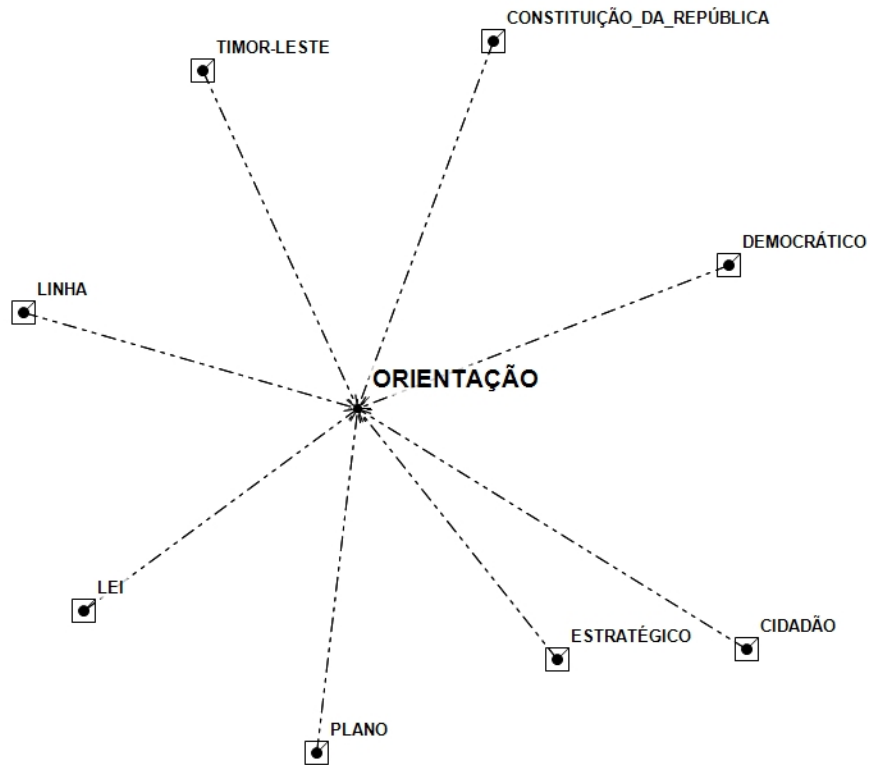 CONSTITUIÇÃO_DA_REPÚBLICA
TIMOR-LESTE
DEMOCRÁTICO
LINHA
ORIENTAÇÃO
LEI
CIDADÃO
ESTRATÉGICO
PLANO